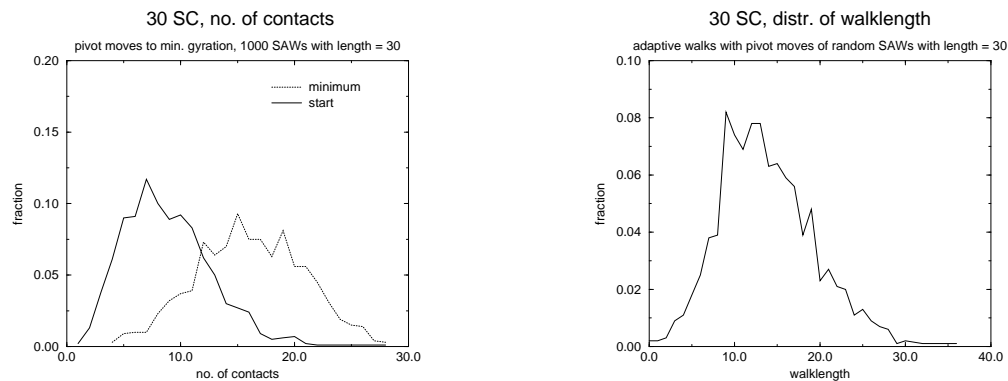 30 SC, no. of contacts
pivot moves to min. gyration, 1000 SAWs with length = 30
0.20
0.15
0.10
0.05
0.00
fraction
minimum
start
0.0 10.0 20.0 30.0
no. of contacts
30 SC, distr. of walklength
adaptive walks with pivot moves of random SAWs with length = 30
0.10
0.08
0.06
0.04
0.02
0.00
fraction
0.0 10.0 20.0 30.0 40.0
walklength